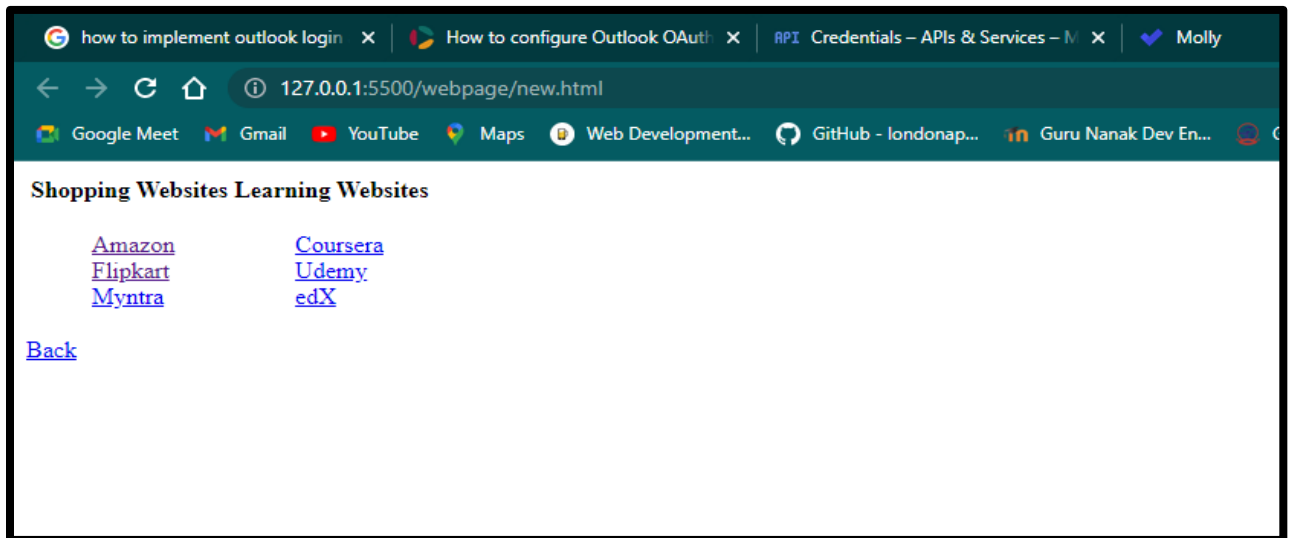 how to implement outlook login
How to configure Outlook OAuth
API Credentials – APIs & Services – M
Molly
127.0.0.1:5500/webpage/new.html
Google Meet Gmail YouTube Maps Web Development... GitHub - londonap... Guru Nanak Dev En...
Shopping Websites Learning Websites
Amazon Coursera
Flipkart Udemy
Myntra edX
Back